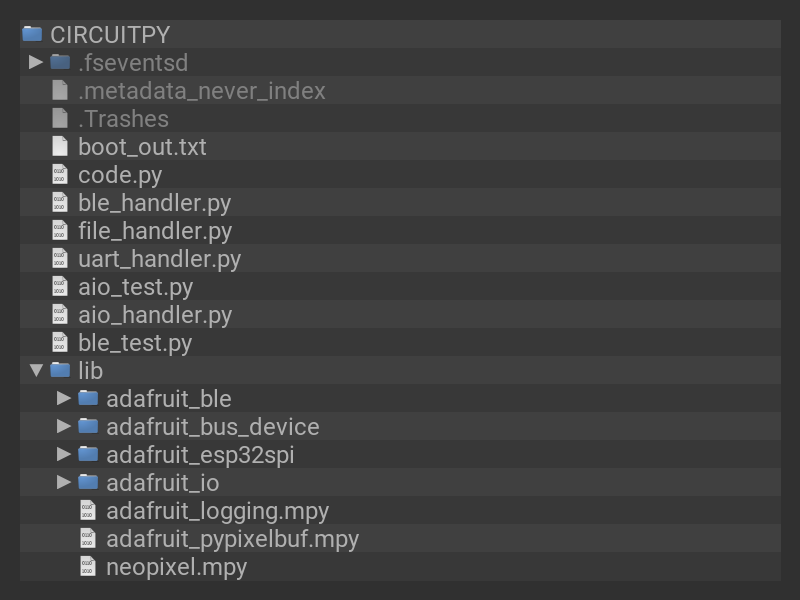 CIRCUITPY
.fseventsd
.metadata_never_index
.Trashes
boot_out.txt
code.py
ble_handler.py
file_handler.py
uart_handler.py
aio_test.py
aio_handler.py
ble_test.py
lib
adafruit_ble
adafruit_bus_device
adafruit_esp32spi
adafruit_io
adafruit_logging.mpy
adafruit_pypixelbuf.mpy
neopixel.mpy